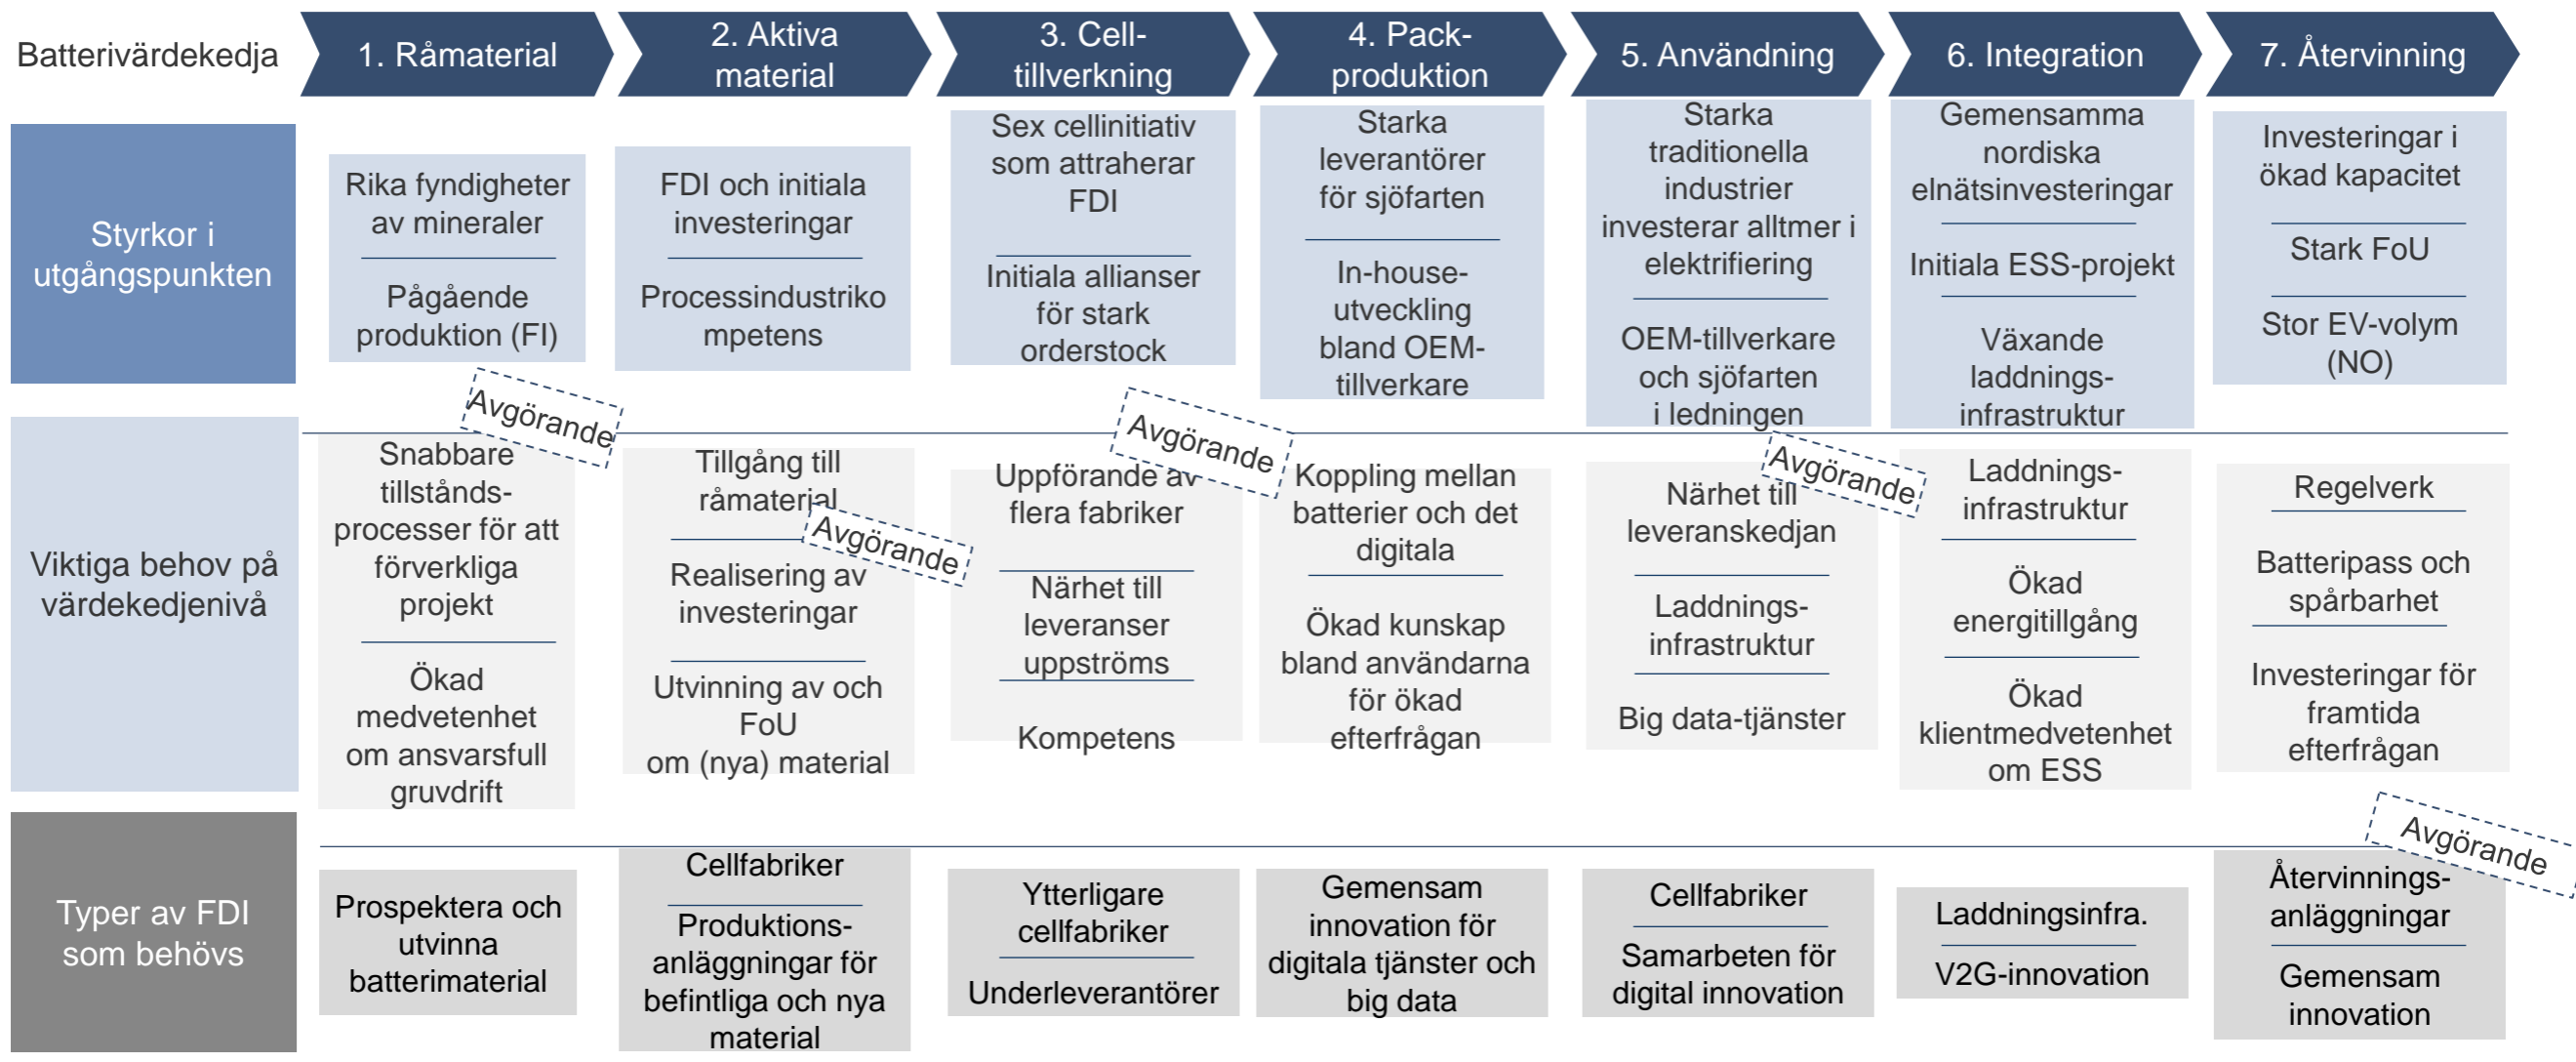 Batterivärdekedja
1. Råmaterial
2. Aktiva
material
3. Cell-
tillverkning
4. Pack-
produktion
5. Användning
6. Integration
7. Återvinning
Styrkor i
utgångspunkten
Rika fyndigheter
av mineraler
Pågående
produktion (FI)
FDI och initiala
investeringar
Processindustriko
mpetens
Sex cellinitiativ
som attraherar
FDI
Initiala allianser
för stark
orderstock
Starka
leverantörer
för sjöfarten
In-house-
utveckling
bland OEM-
tillverkare
Starka
traditionella
industrier
investerar alltmer i
elektrifiering
OEM-tillverkare
och sjöfarten
i ledningen
Gemensamma
nordiska
elnätsinvesteringar
Initiala ESS-projekt
Växande
laddnings-
infrastruktur
Investeringar i
ökad kapacitet
Stark FoU
Stor EV-volym
(NO)
Viktiga behov på
värdekedjenivå
Avgörande
Snabbare
tillstånds-
processer för att
förverkliga
projekt
Ökad
medvetenhet
om ansvarsfull
gruvdrift
Tillgång till
råmaterial
Avgörande
Realisering av
investeringar
Utvinning av och
FoU
om (nya) material
Avgörande
Uppförande av
flera fabriker
Närhet till
leveranser
uppströms
Kompetens
Koppling mellan
batterier och det
digitala
Ökad kunskap
bland användarna
för ökad
efterfrågan
Avgörande
Närhet till
leveranskedjan
Laddnings-
infrastruktur
Big data-tjänster
Laddnings-
infrastruktur
Ökad
energitillgång
Ökad
klientmedvetenhet
om ESS
Regelverk
Batteripass och
spårbarhet
Investeringar för
framtida
efterfrågan
Avgörande
Typer av FDI
som behövs
Prospektera och
utvinna
batterimaterial
Cellfabriker
Produktions-
anläggningar för
befintliga och nya
material
Ytterligare
cellfabriker
Underleverantörer
Gemensam
innovation för
digitala tjänster och
big data
Cellfabriker
Samarbeten för
digital innovation
Laddningsinfra.
V2G-innovation
Återvinnings-
anläggningar
Gemensam
innovation